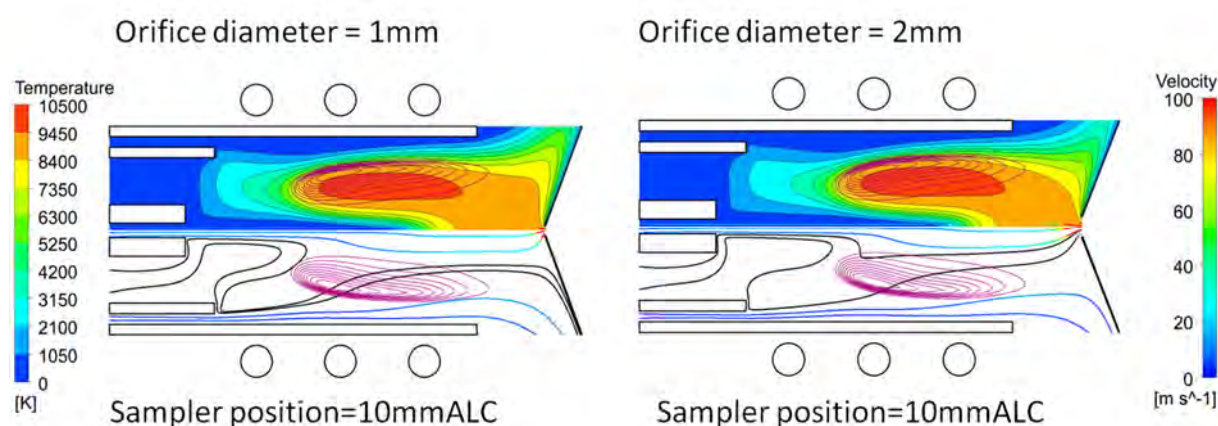 Orifice diameter = 1mm
Orifice diameter = 2mm
Temperature
10500
9450
8400
7350
6300
5250
4200
3150
2100
1050
0
[K]
Velocity
100
80
60
40
20
0
[m s^-1]
Sampler position=10mmALC
Sampler position=10mmALC